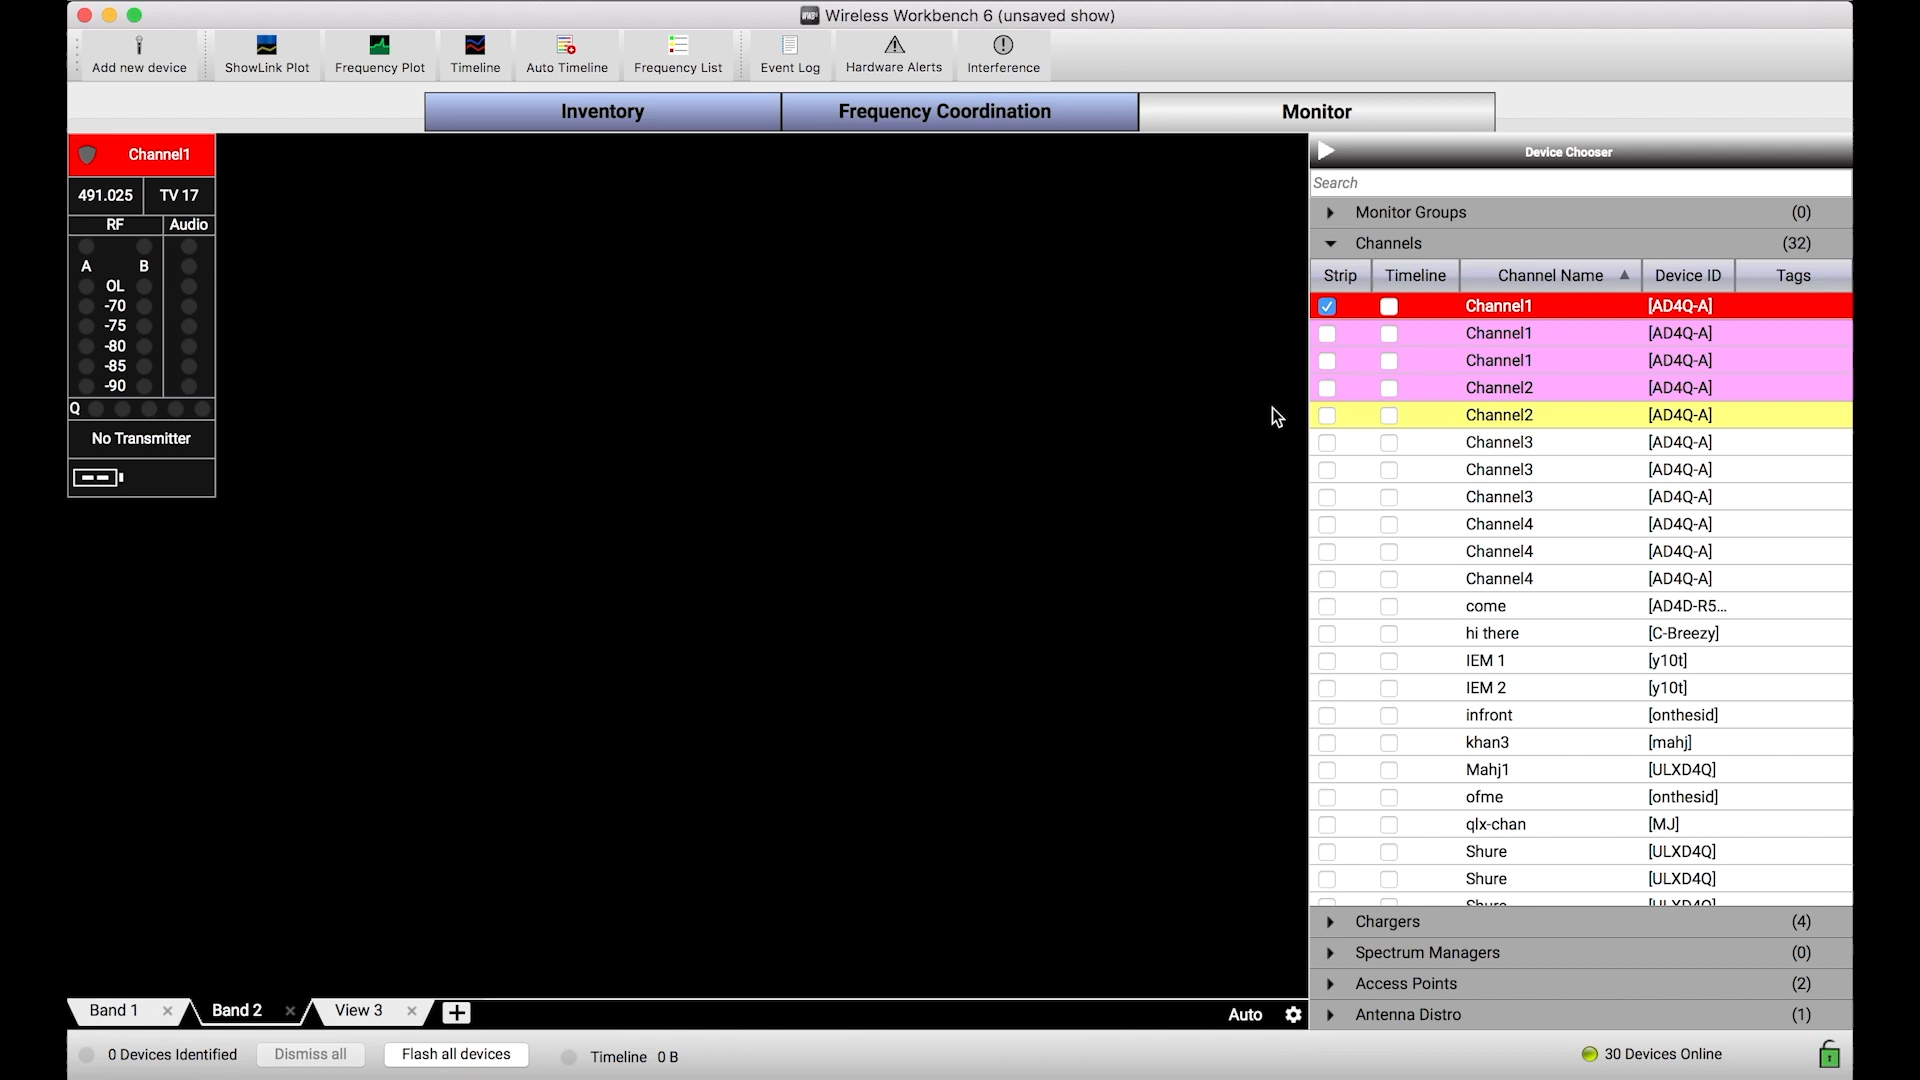 Wireless Workbench 6 (unsaved show)
Add new device
ShowLink Plot
Frequency Plot
Timeline
Auto Timeline
Frequency List
Event Log
Hardware Alerts
Interference
Inventory
Frequency Coordination
Monitor
Channel1
491.025 TV 17
RF Audio
A B
OL
-70
-75
-80
-85
-90
Q
No Transmitter
Device Chooser
Search
Monitor Groups (0)
Channels (32)
Strip Timeline Channel Name Device ID Tags
Channel1 [AD4Q-A]
Channel1 [AD4Q-A]
Channel1 [AD4Q-A]
Channel2 [AD4Q-A]
Channel2 [AD4Q-A]
Channel3 [AD4Q-A]
Channel3 [AD4Q-A]
Channel3 [AD4Q-A]
Channel4 [AD4Q-A]
Channel4 [AD4Q-A]
Channel4 [AD4Q-A]
come [AD4D-R5...
hi there [C-Breezy]
IEM 1 [y10t]
IEM 2 [y10t]
infront [onthesid]
khan3 [mahj]
Mahj1 [ULXD4Q]
ofme [onthesid]
qlx-chan [MJ]
Shure [ULXD4Q]
Shure [ULXD4Q]
Shure [ULXD4Q]
Chargers (4)
Spectrum Managers (0)
Access Points (2)
Antenna Distro (1)
Band 1
Band 2
View 3
Auto
0 Devices Identified
Dismiss all
Flash all devices
Timeline 0 B
30 Devices Online